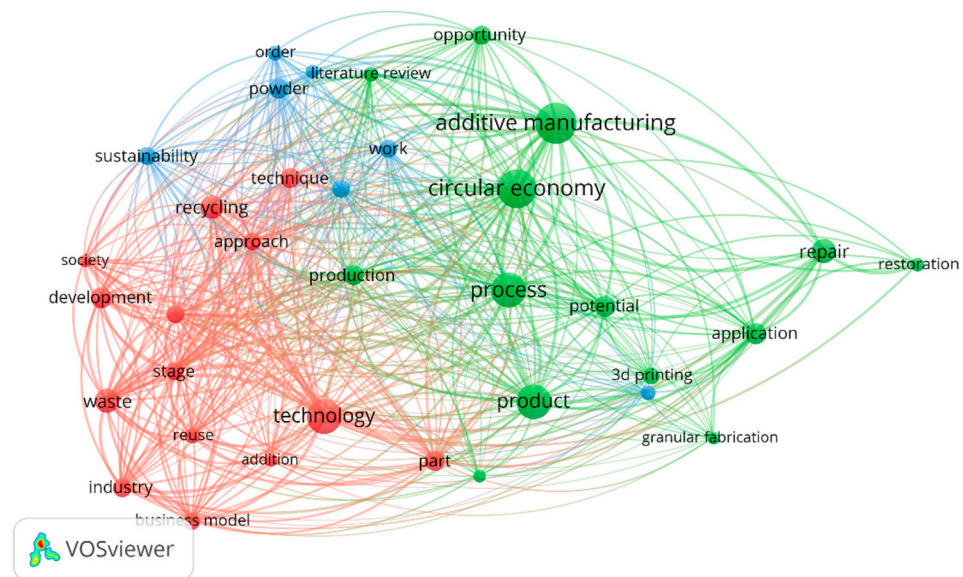 opportunity
order
literature review
powder
additive manufacturing
work
sustainability
technique
circular economy
recycling
approach
repair
society
production
restoration
development
process
potential
application
stage
3d printing
waste
product
technology
reuse
granular fabrication
addition
part
industry
business model
VOSviewer